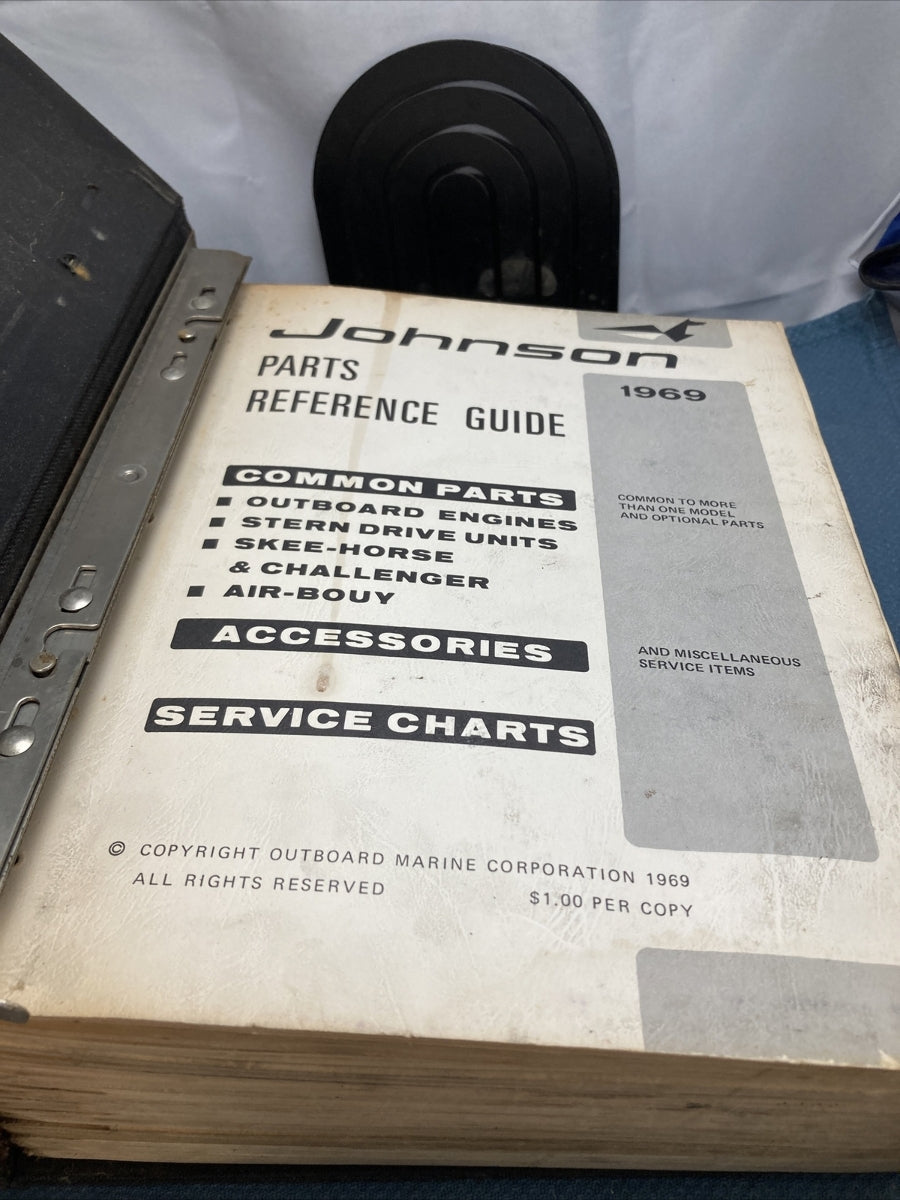 Johnson
PARTS
REFERENCE GUIDE
1969
COMMON PARTS
■ OUTBOARD ENGINES
■ STERN DRIVE UNITS
■ SKEE-HORSE
& CHALLENGER
■ AIR-BOUY
COMMON TO MORE
THAN ONE MODEL
AND OPTIONAL PARTS
ACCESSORIES
AND MISCELLANEOUS
SERVICE ITEMS
SERVICE CHARTS
© COPYRIGHT OUTBOARD MARINE CORPORATION 1969
ALL RIGHTS RESERVED
$1.00 PER COPY